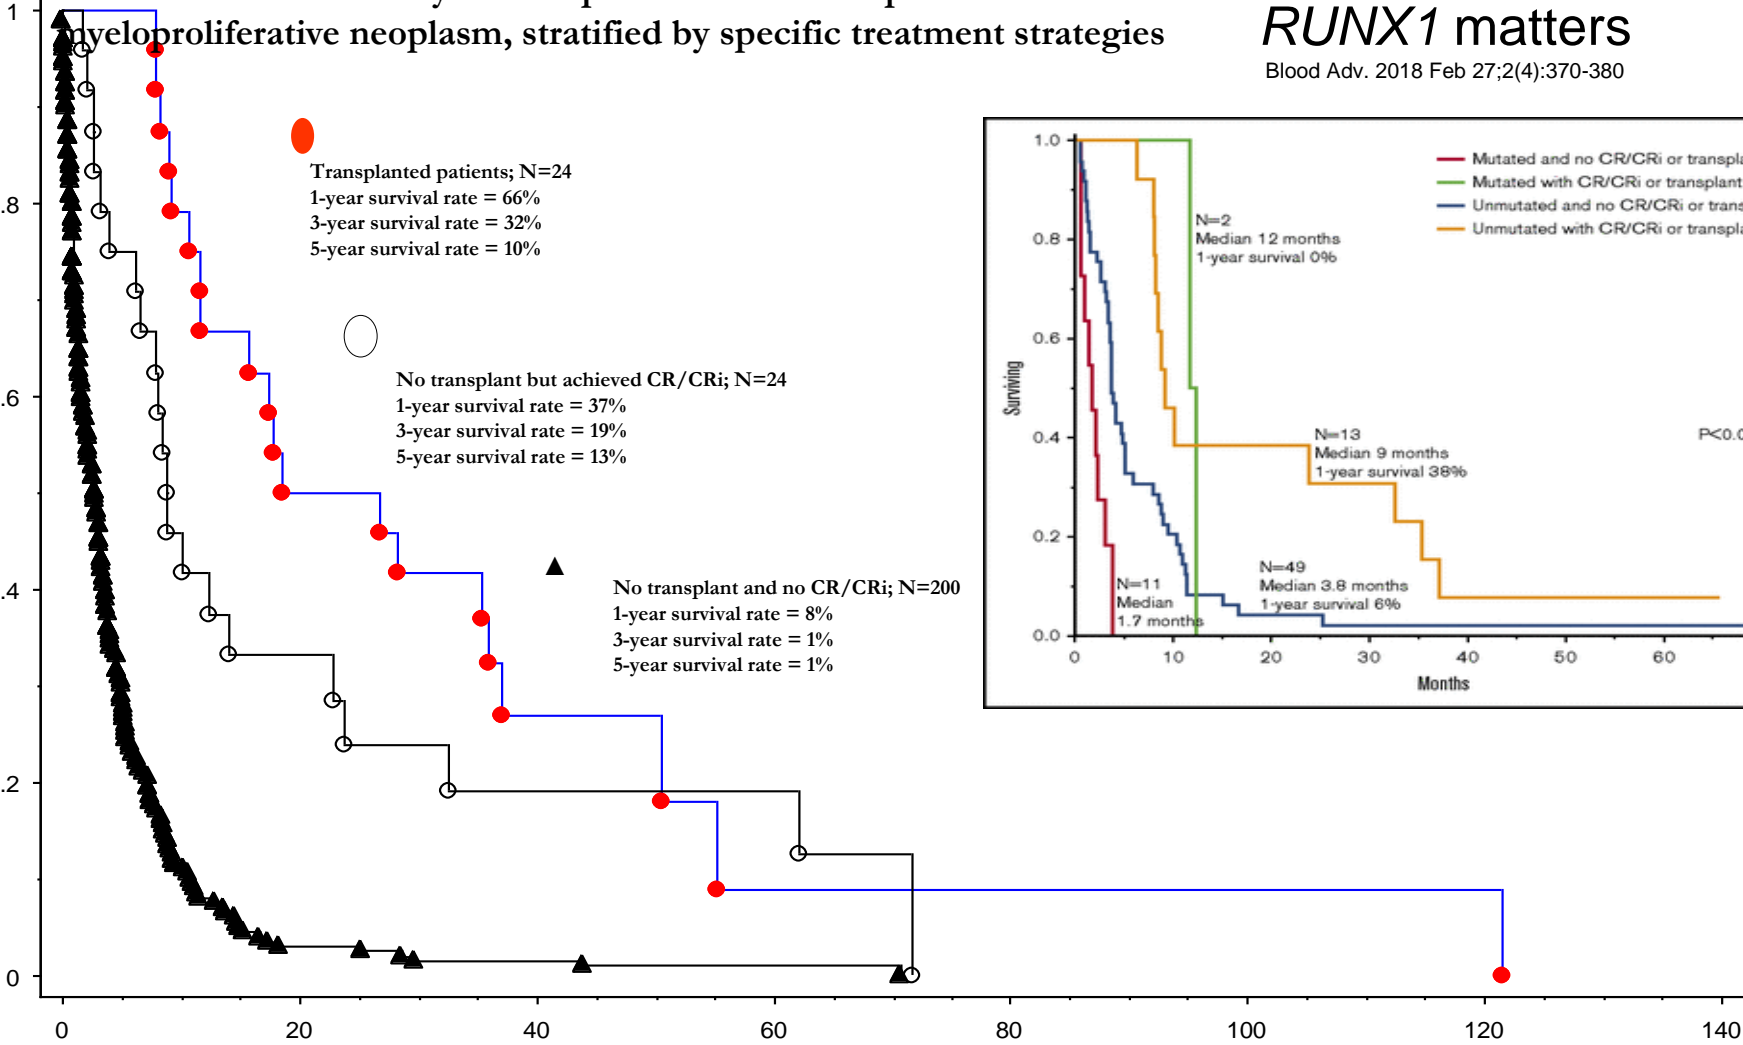 myeloproliferative neoplasm, stratified by specific treatment strategies
RUNX1 matters
Blood Adv. 2018 Feb 27;2(4):370-380
Transplanted patients; N=24
1-year survival rate = 66%
3-year survival rate = 32%
5-year survival rate = 10%
No transplant but achieved CR/CRi; N=24
1-year survival rate = 37%
3-year survival rate = 19%
5-year survival rate = 13%
No transplant and no CR/CRi; N=200
1-year survival rate = 8%
3-year survival rate = 1%
5-year survival rate = 1%
1
.8
.6
.4
.2
0
0 20 40 60 80 100 120 140
Mutated and no CR/CRi or transpla
Mutated with CR/CRi or transplant
Unmutated and no CR/CRi or trans
Unmutated with CR/CRi or transpla
N=2
Median 12 months
1-year survival 0%
N=13
Median 9 months
1-year survival 38%
P<0.0
N=49
Median 3.8 months
1-year survival 6%
N=11
Median
1.7 months
Surviving
1.0
0.8
0.6
0.4
0.2
0.0
0 10 20 30 40 50 60
Months